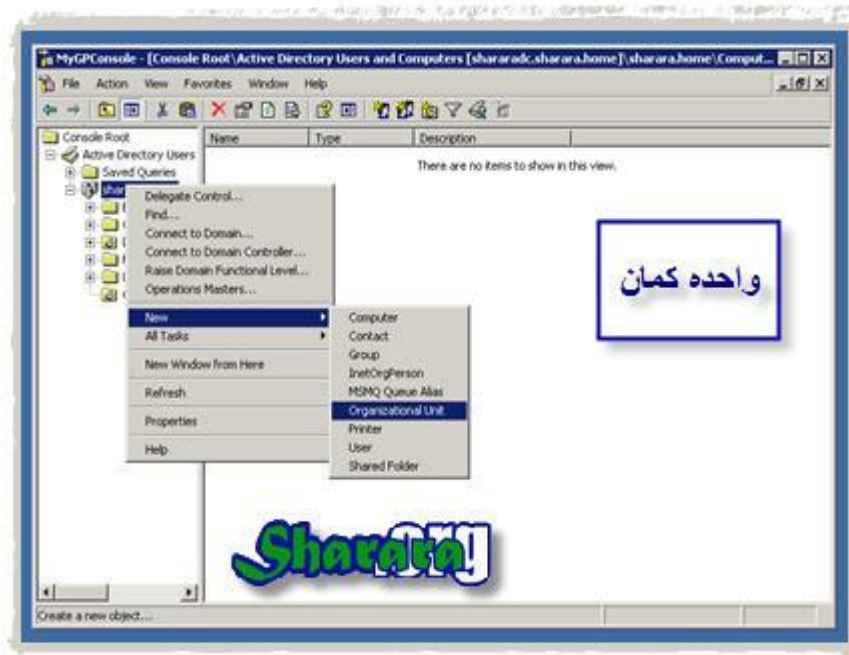 MyGPConsole - [Console Root\Active Directory Users and Computers [shararadc.sharara.home]\sharara.home\Comput...
File Action View Favorites Window Help
Console Root
Name Type Description
Active Directory Users
There are no items to show in this view.
Saved Queries
shar
Delegate Control...
Find...
Connect to Domain...
Connect to Domain Controller...
Raise Domain Functional Level...
Operations Masters...
واحده كمان
New
All Tasks
New Window from Here
Refresh
Properties
Help
Computer
Contact
Group
InetOrgPerson
MSMQ Queue Alias
Organizational Unit
Printer
User
Shared Folder
Sharara org
Create a new object...